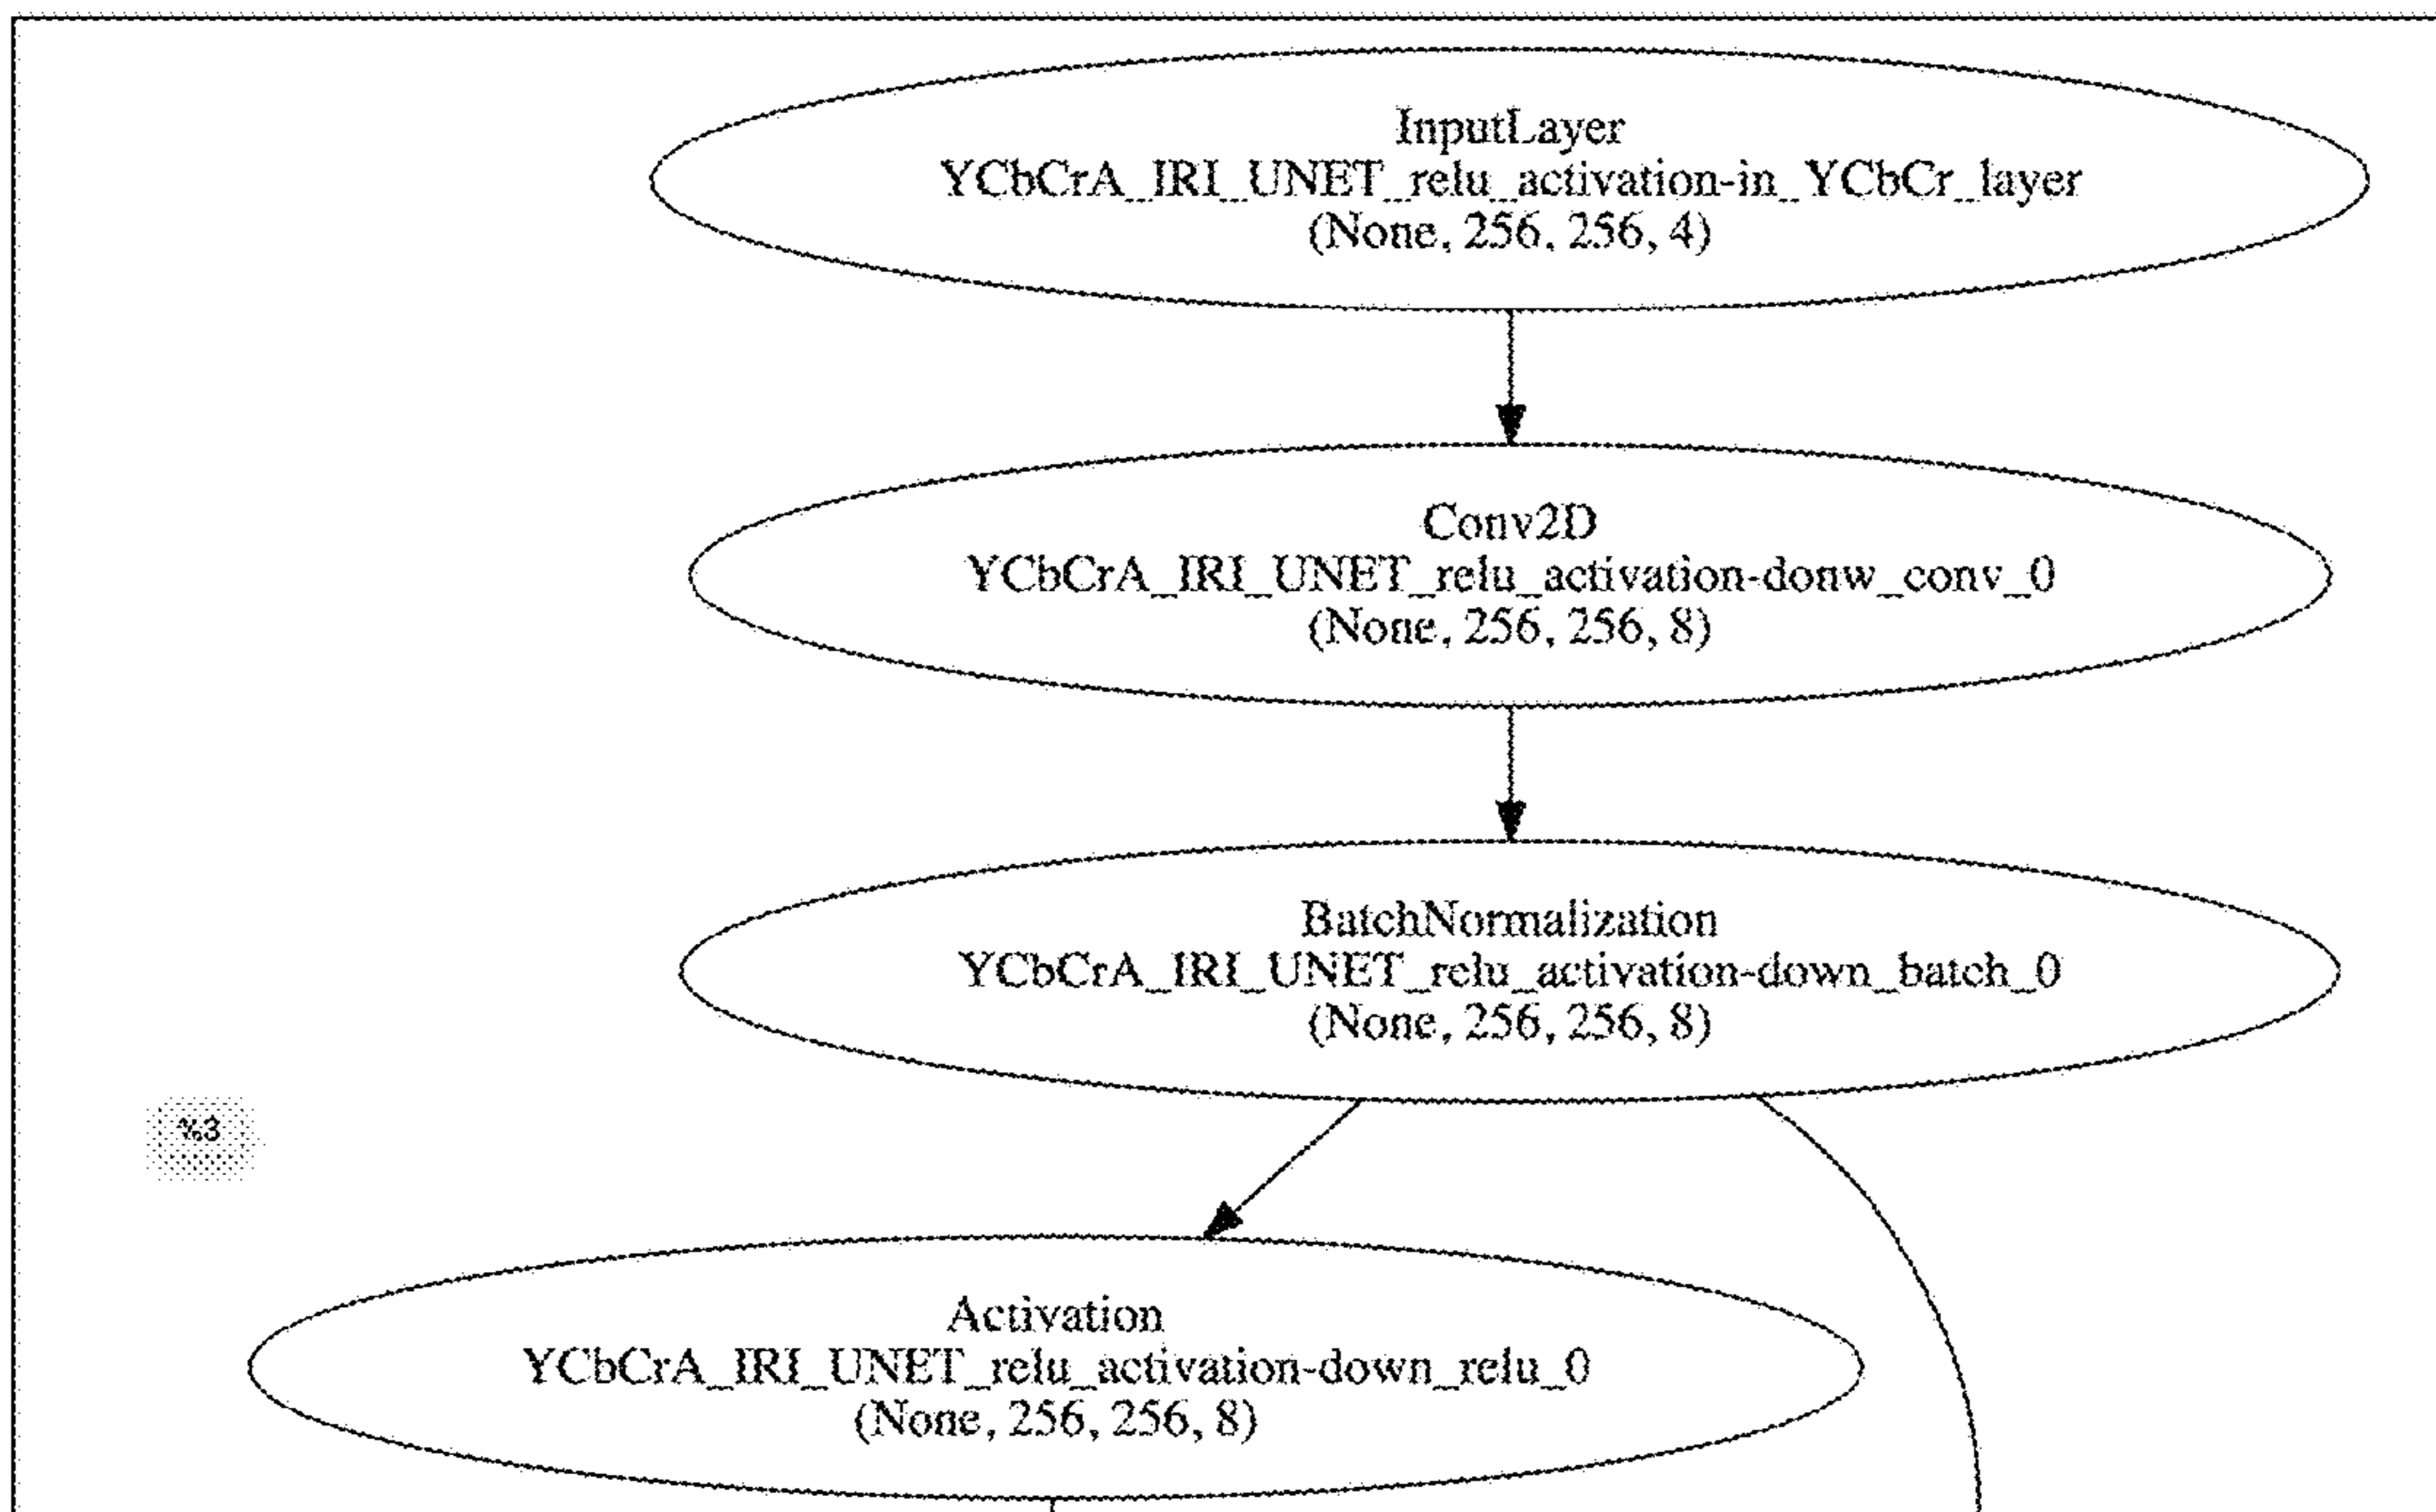 InputLayer
YCbCrA_IRI_UNET_relu_activation-in_YCbCr_layer
(None, 256, 256, 4)
Conv2D
YCbCrA_IRI_UNET_relu_activation-donw_conv_0
(None, 256, 256, 8)
BatchNormalization
YCbCrA_IRI_UNET_relu_activation-down_batch_0
(None, 256, 256, 8)
%3
Activation
YCbCrA_IRI_UNET_relu_activation-down_relu_0
(None, 256, 256, 8)